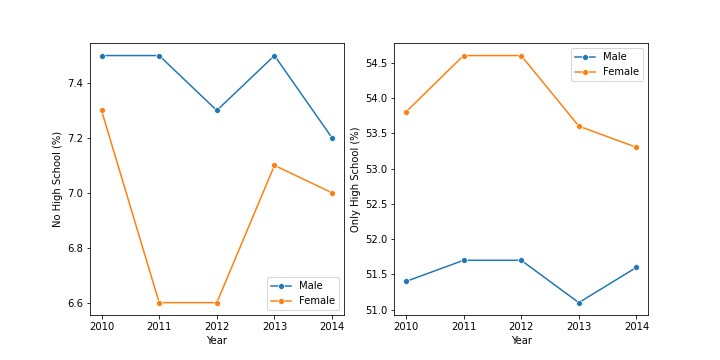 No High School (%)
7.4
7.2
7.0
6.8
6.6
2010 2011 2012 2013 2014
Year
Male
Female
Only High School (%)
54.5
54.0
53.5
53.0
52.5
52.0
51.5
51.0
2010 2011 2012 2013 2014
Year
Male
Female